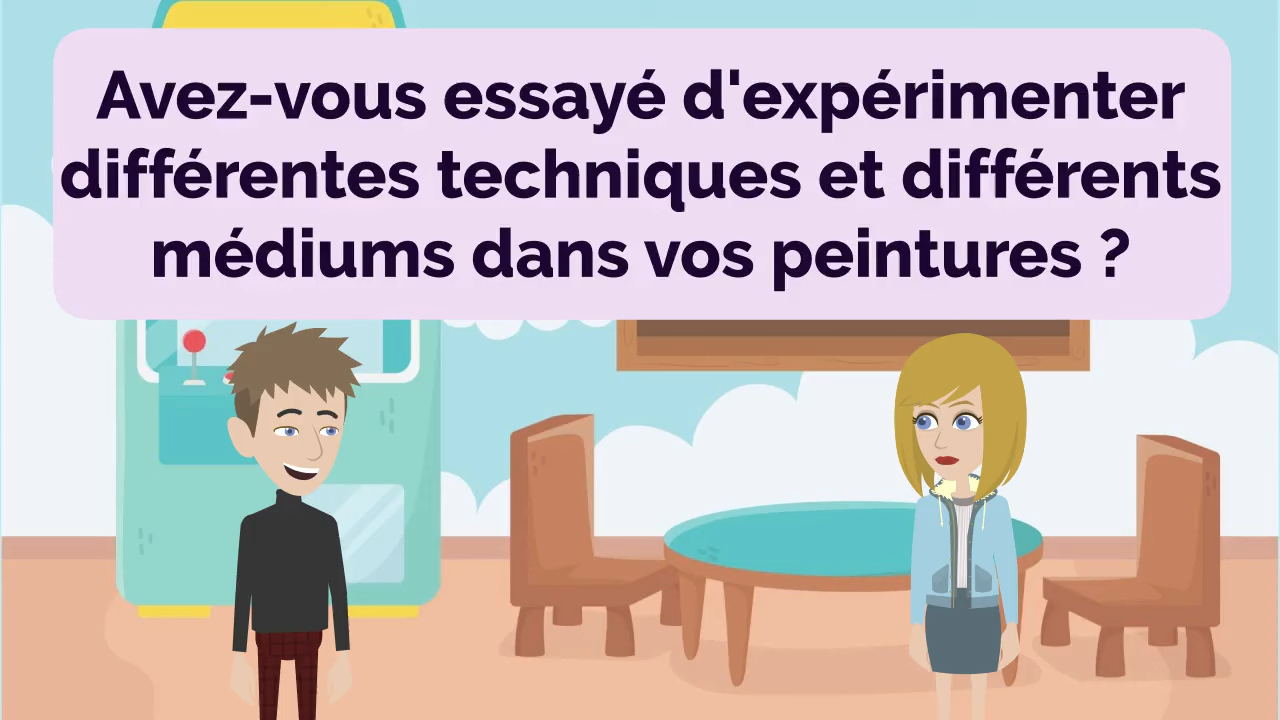 Avez-vous essayé d'expérimenter
différentes techniques et différents
médiums dans vos peintures ?